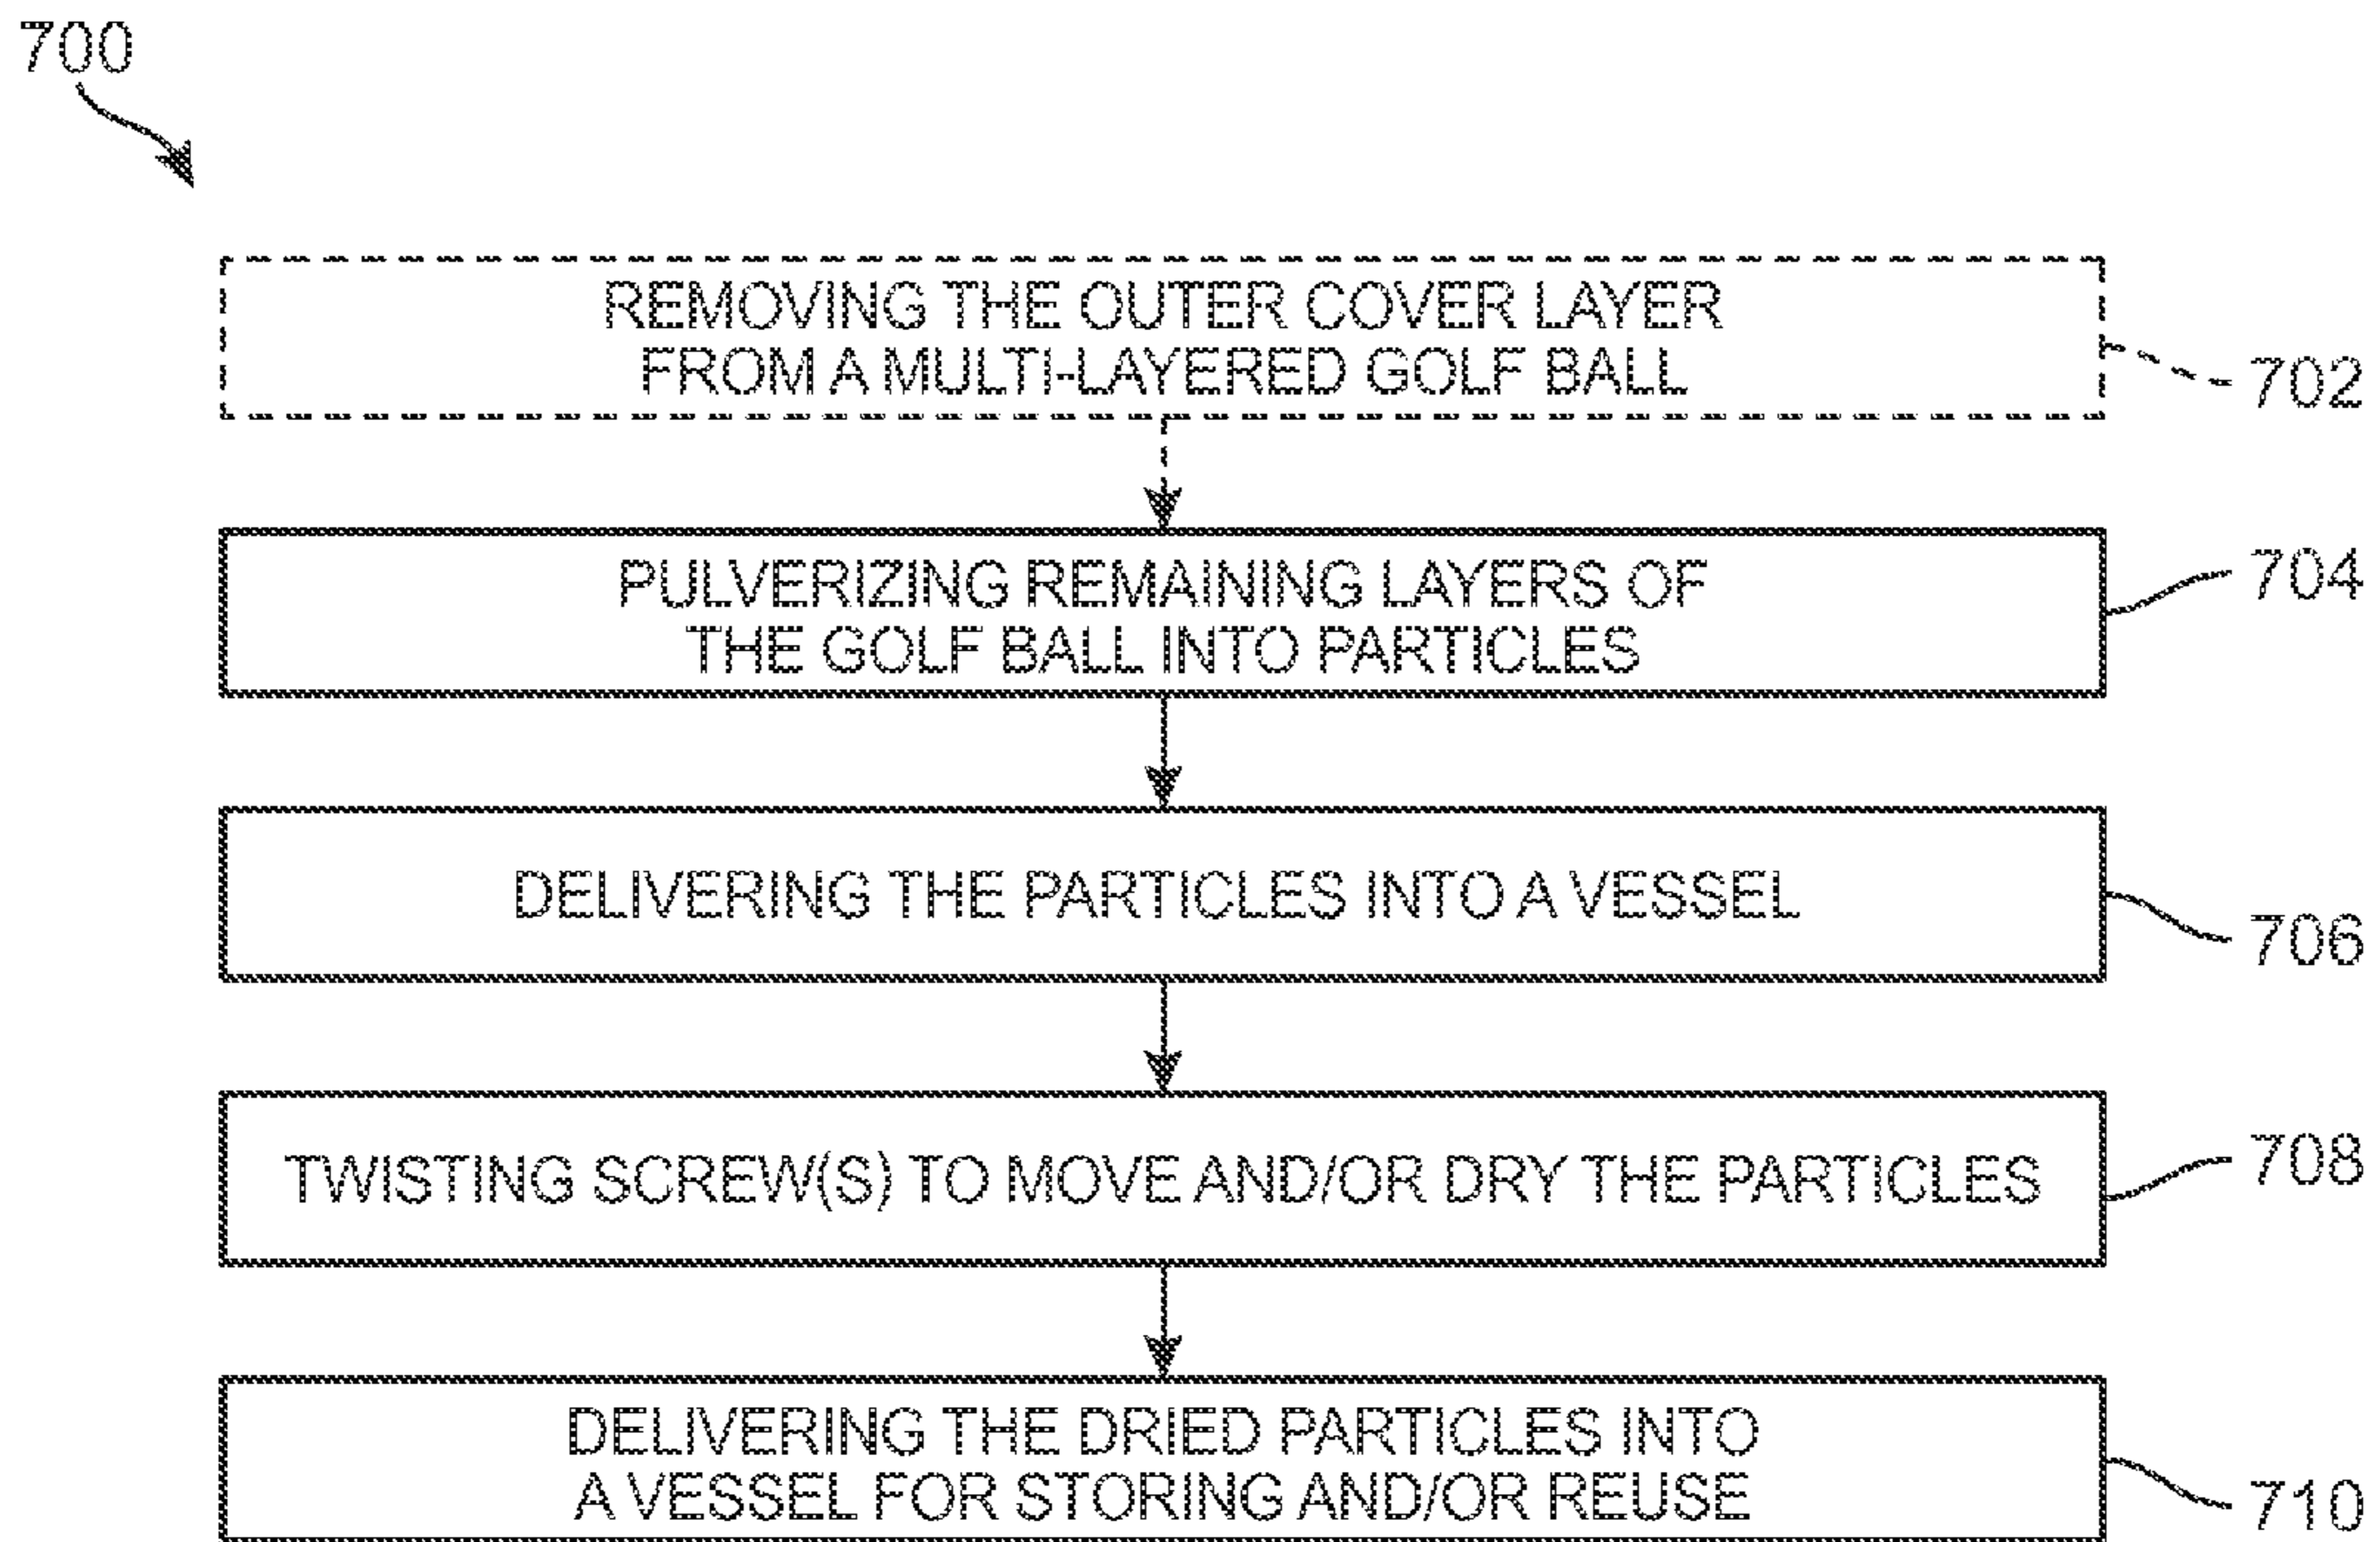 700
REMOVING THE OUTER COVER LAYER
FROM A MULTI-LAYERED GOLF BALL
702
PULVERIZING REMAINING LAYERS OF
THE GOLF BALL INTO PARTICLES
704
DELIVERING THE PARTICLES INTO A VESSEL
706
TWISTING SCREW(S) TO MOVE AND/OR DRY THE PARTICLES
708
DELIVERING THE DRIED PARTICLES INTO
A VESSEL FOR STORING AND/OR REUSE
710